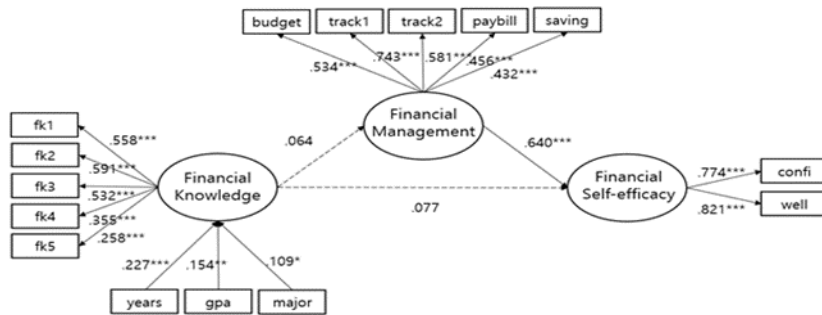 budget track1 track2 paybill saving
.534*** .743*** .581*** .456*** .432***
Financial
Management
fk1
fk2
fk3
fk4
fk5
.558***
.591***
.532***
.355***
.258***
Financial
Knowledge
.064
.640***
.077
Financial
Self-efficacy
.774***
.821***
confi
well
.227*** .154** .109*
years gpa major